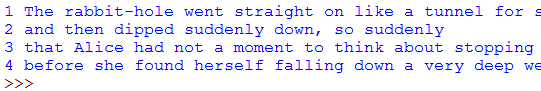 1 The rabbit-hole went straight on like a tunnel for
2 and then dipped suddenly down, so suddenly
3 that Alice had not a moment to think about stopping
4 before she found herself falling down a very deep
>>>